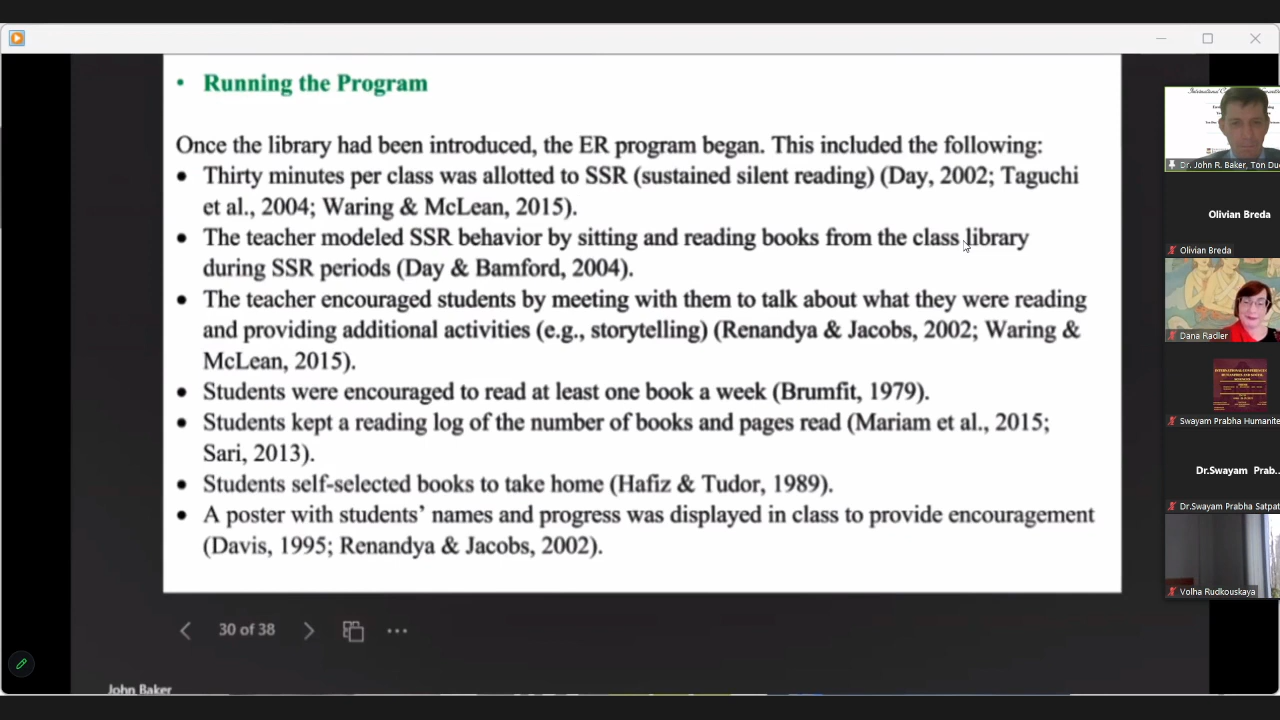 • Running the Program
Once the library had been introduced, the ER program began. This included the following:
• Thirty minutes per class was allotted to SSR (sustained silent reading) (Day, 2002; Taguchi
et al., 2004; Waring & McLean, 2015).
• The teacher modeled SSR behavior by sitting and reading books from the class library
during SSR periods (Day & Bamford, 2004).
• The teacher encouraged students by meeting with them to talk about what they were reading
and providing additional activities (e.g., storytelling) (Renandya & Jacobs, 2002; Waring &
McLean, 2015).
• Students were encouraged to read at least one book a week (Brumfit, 1979).
• Students kept a reading log of the number of books and pages read (Mariam et al., 2015;
Sari, 2013).
• Students self-selected books to take home (Hafiz & Tudor, 1989).
• A poster with students’ names and progress was displayed in class to provide encouragement
(Davis, 1995; Renandya & Jacobs, 2002).
30 of 38
John Baker
Dr. John R. Baker, Ton Du
Olivian Breda
Olivian Breda
Dana Radler
Swayam Prabha Humanite
Dr.Swayam Prab...
Dr.Swayam Prabha Satpat
Volha Rudkouskaya